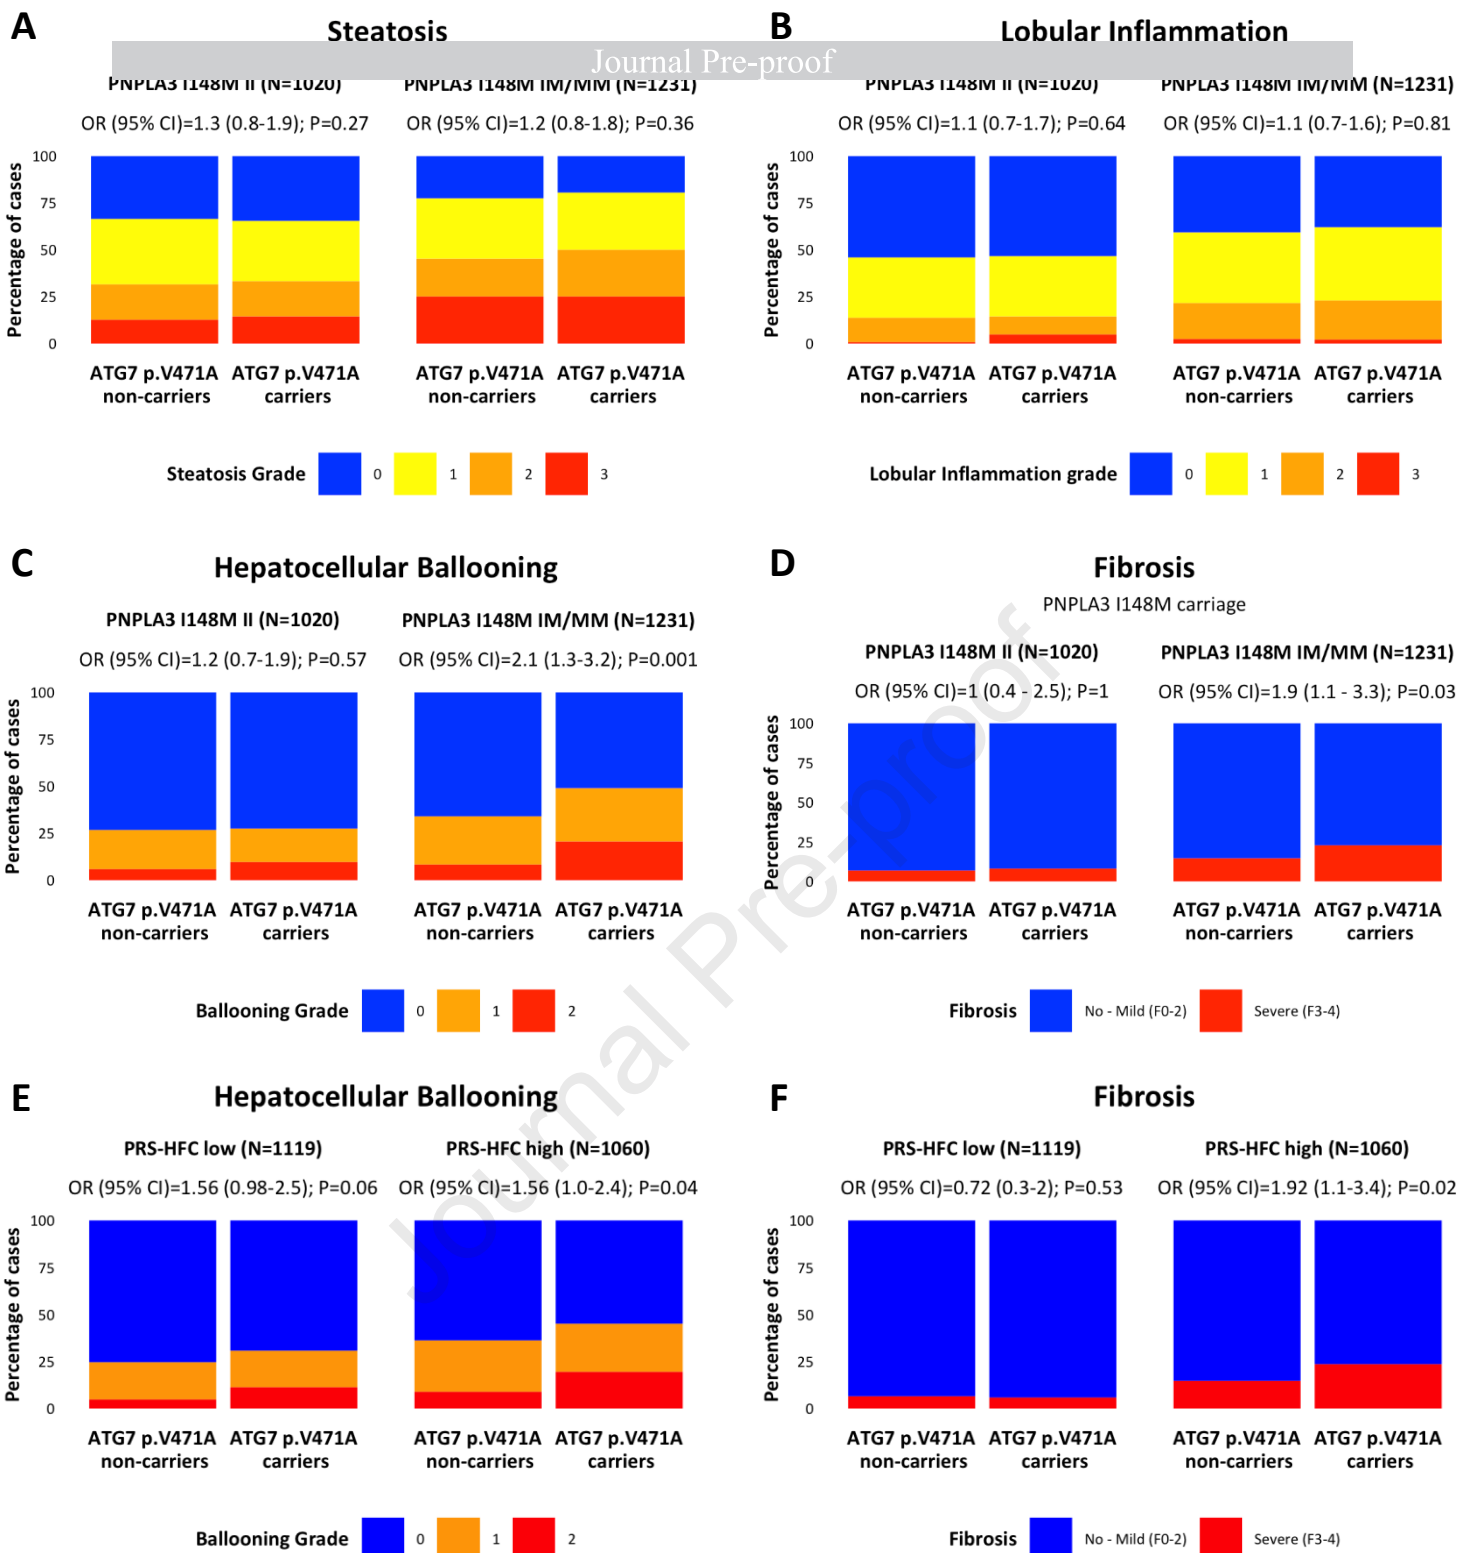 A
Steatosis
B
Lobular Inflammation
Journal Pre-proof
PNPLA3 I148M II (N=1020)
PNPLA3 I148M IM/MM (N=1231)
PNPLA3 I148M II (N=1020)
PNPLA3 I148M IM/MM (N=1231)
OR (95% CI)=1.3 (0.8-1.9); P=0.27
OR (95% CI)=1.2 (0.8-1.8); P=0.36
OR (95% CI)=1.1 (0.7-1.7); P=0.64
OR (95% CI)=1.1 (0.7-1.6); P=0.81
Percentage of cases
100
75
50
25
0
Percentage of cases
100
75
50
25
0
ATG7 p.V471A
non-carriers
ATG7 p.V471A
carriers
ATG7 p.V471A
non-carriers
ATG7 p.V471A
carriers
ATG7 p.V471A
non-carriers
ATG7 p.V471A
carriers
ATG7 p.V471A
non-carriers
ATG7 p.V471A
carriers
Steatosis Grade 0 1 2 3
Lobular Inflammation grade 0 1 2 3
C
Hepatocellular Ballooning
D
Fibrosis
PNPLA3 I148M carriage
PNPLA3 I148M II (N=1020)
PNPLA3 I148M IM/MM (N=1231)
PNPLA3 I148M II (N=1020)
PNPLA3 I148M IM/MM (N=1231)
OR (95% CI)=1.2 (0.7-1.9); P=0.57
OR (95% CI)=2.1 (1.3-3.2); P=0.001
OR (95% CI)=1 (0.4 - 2.5); P=1
OR (95% CI)=1.9 (1.1 - 3.3); P=0.03
Percentage of cases
100
75
50
25
0
Percentage of cases
100
75
50
25
0
ATG7 p.V471A
non-carriers
ATG7 p.V471A
carriers
ATG7 p.V471A
non-carriers
ATG7 p.V471A
carriers
ATG7 p.V471A
non-carriers
ATG7 p.V471A
carriers
ATG7 p.V471A
non-carriers
ATG7 p.V471A
carriers
Ballooning Grade 0 1 2
Fibrosis No - Mild (F0-2) Severe (F3-4)
Journal Pre-proof
E
Hepatocellular Ballooning
F
Fibrosis
PRS-HFC low (N=1119)
PRS-HFC high (N=1060)
PRS-HFC low (N=1119)
PRS-HFC high (N=1060)
OR (95% CI)=1.56 (0.98-2.5); P=0.06
OR (95% CI)=1.56 (1.0-2.4); P=0.04
OR (95% CI)=0.72 (0.3-2); P=0.53
OR (95% CI)=1.92 (1.1-3.4); P=0.02
Percentage of cases
100
75
50
25
0
Percentage of cases
100
75
50
25
0
ATG7 p.V471A
non-carriers
ATG7 p.V471A
carriers
ATG7 p.V471A
non-carriers
ATG7 p.V471A
carriers
ATG7 p.V471A
non-carriers
ATG7 p.V471A
carriers
ATG7 p.V471A
non-carriers
ATG7 p.V471A
carriers
Ballooning Grade 0 1 2
Fibrosis No - Mild (F0-2) Severe (F3-4)